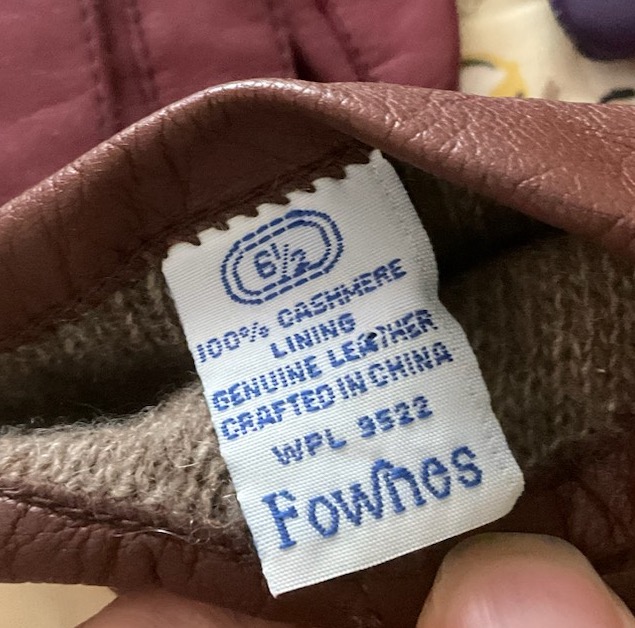 6½
100% CASHMERE
LINING
GENUINE LEATHER
CRAFTED IN CHINA
WPL 9522
Fownes